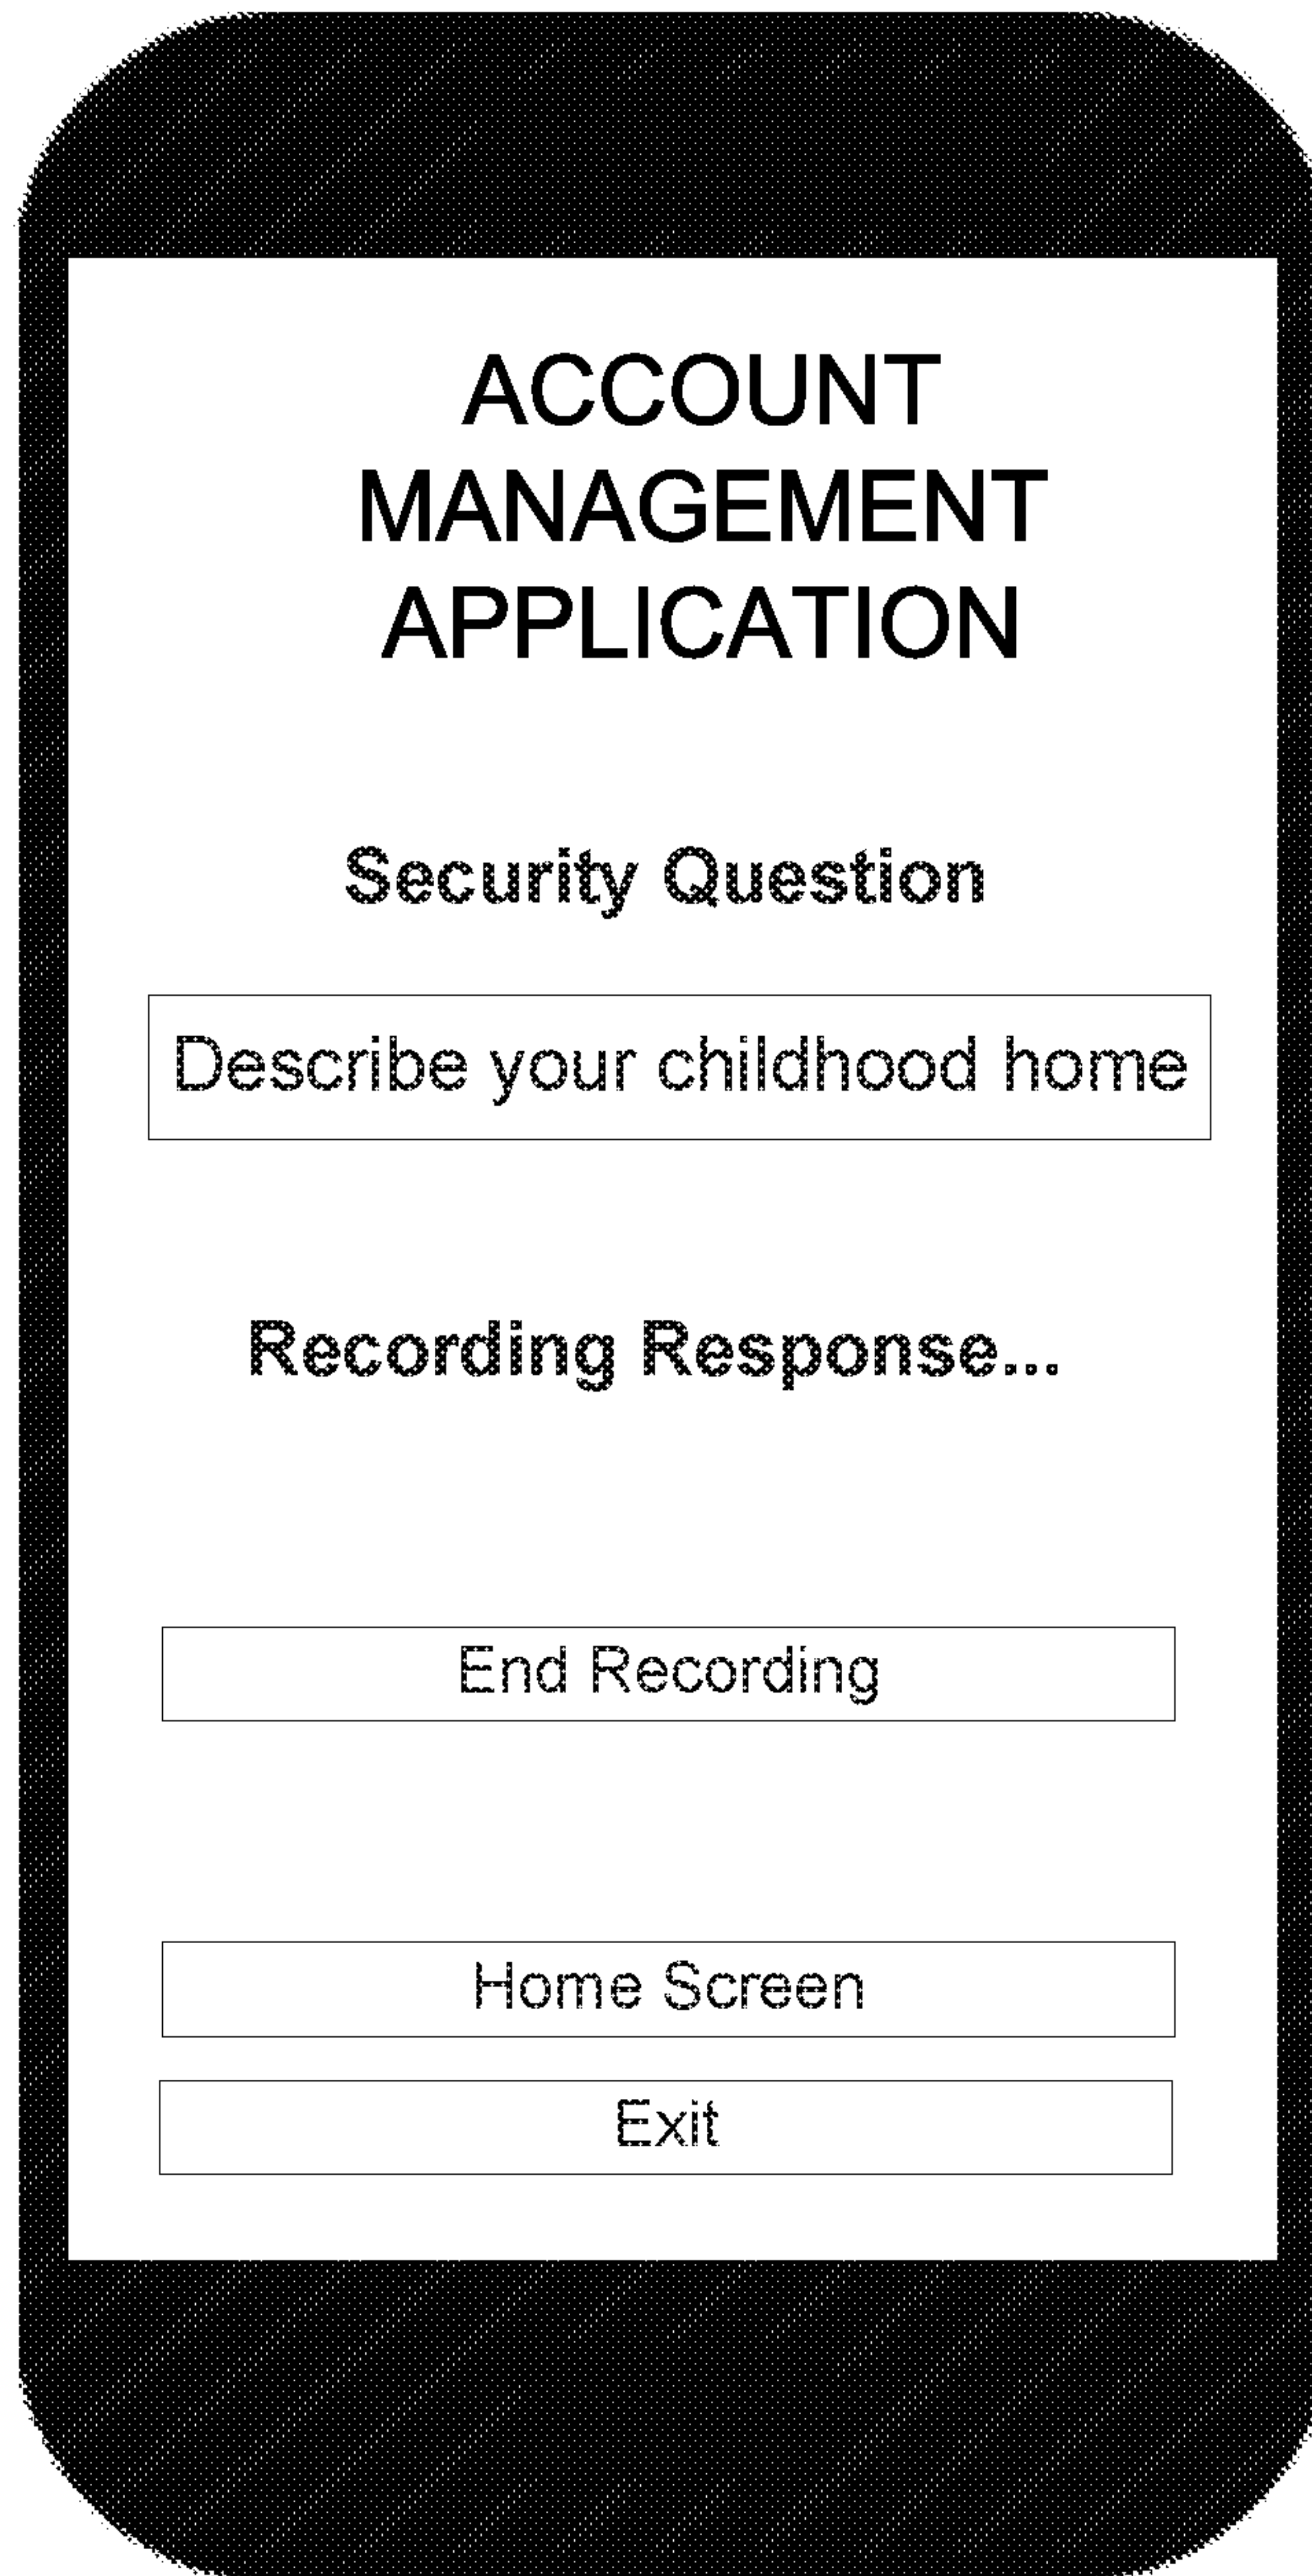 ACCOUNT
MANAGEMENT
APPLICATION
Security Question
Describe your childhood home
Recording Response...
End Recording
Home Screen
Exit